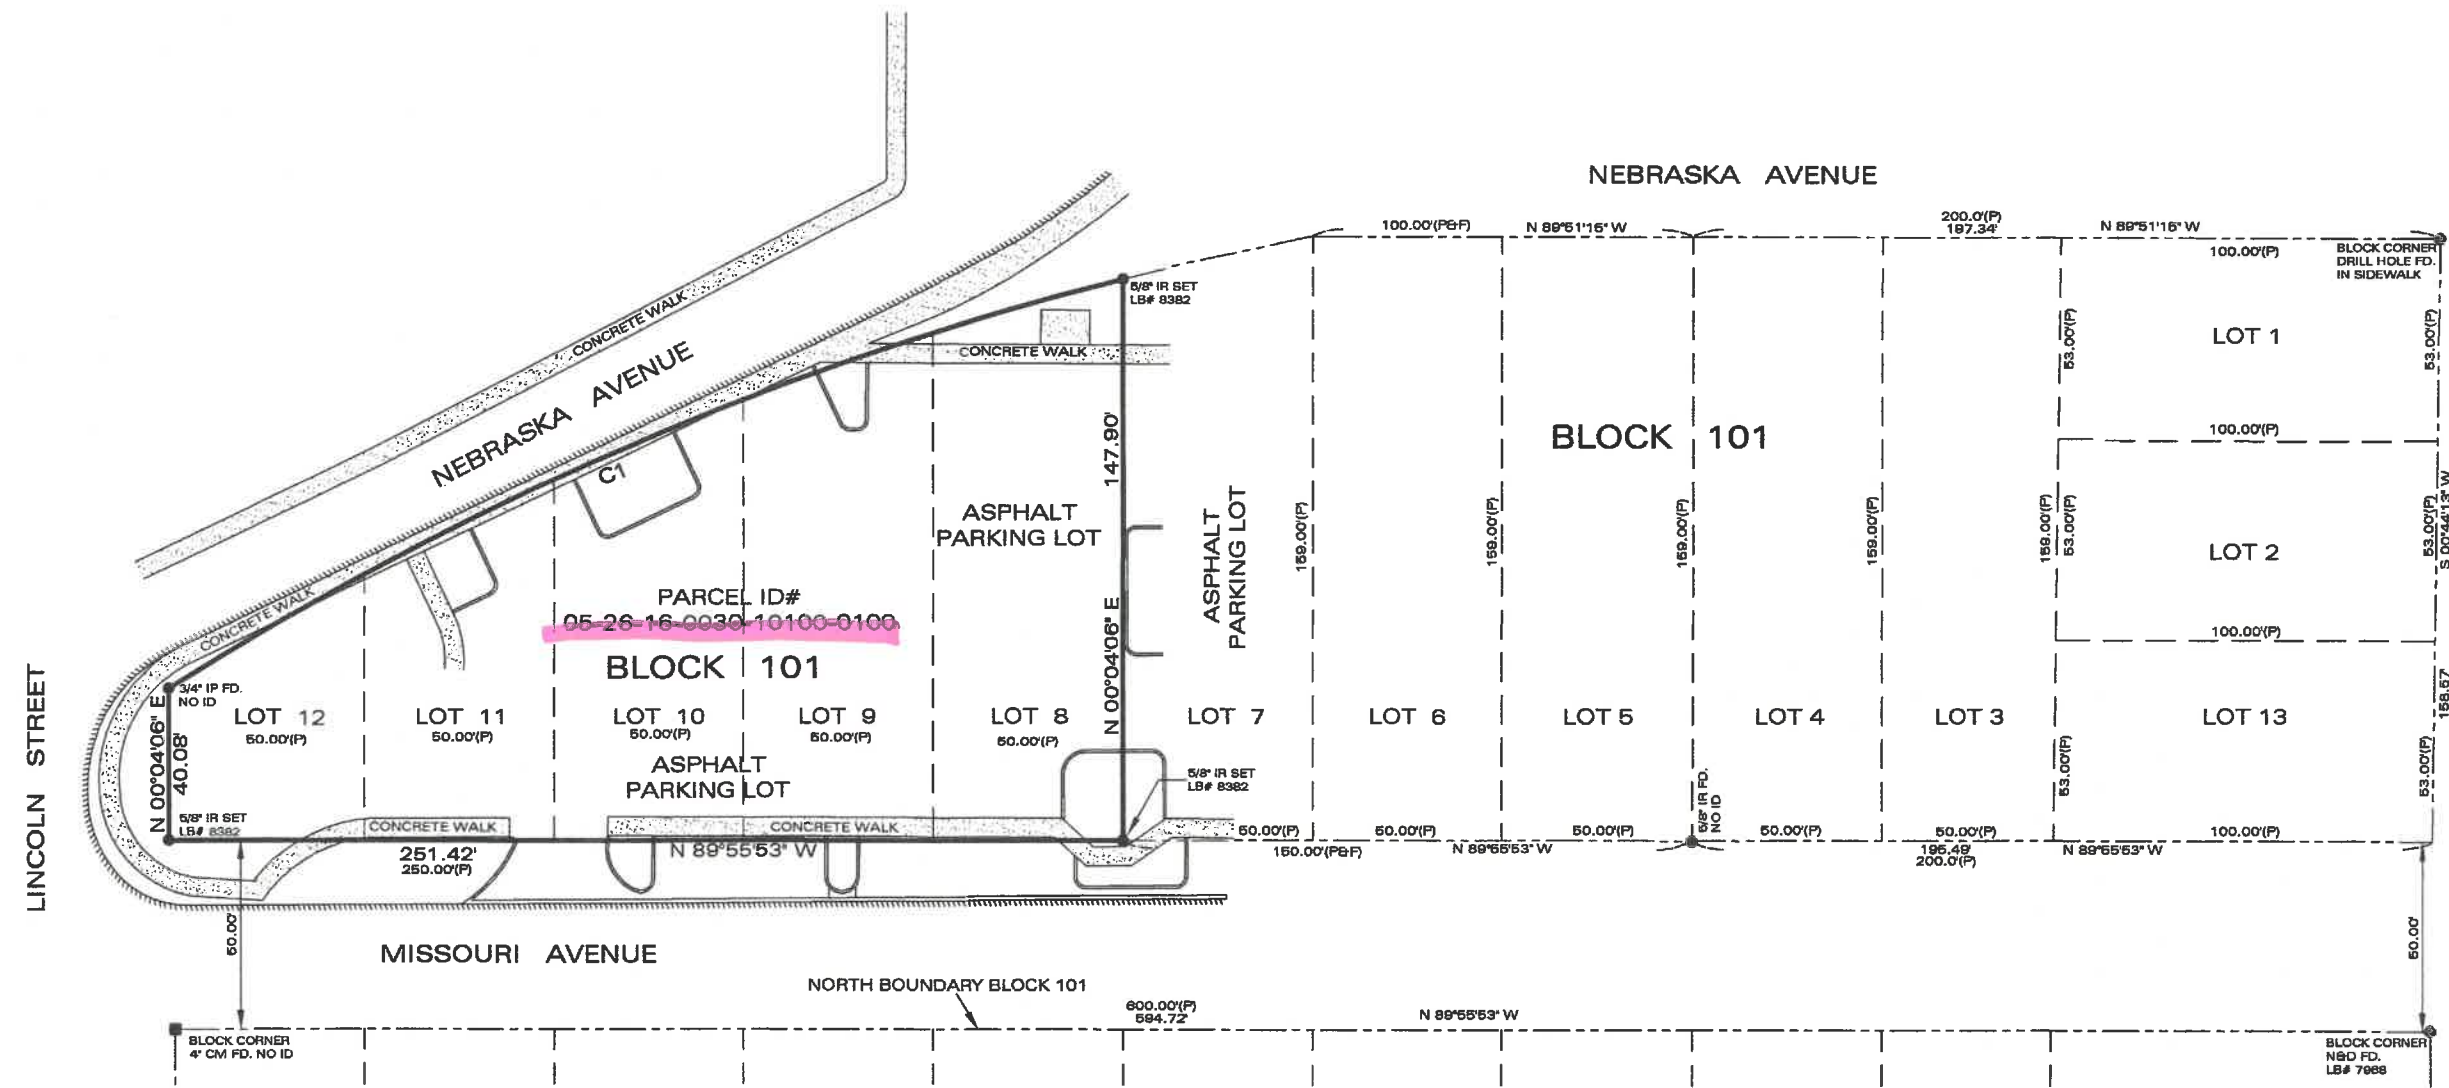 NEBRASKA AVENUE
100.00'(P&F)
N 89°51'15" W
200.0'(P)
197.34'
N 89°51'15" W
BLOCK CORNER
DRILL HOLE FD.
IN SIDEWALK
100.00'(P)
5/8" IR SET
LB# 8382
CONCRETE WALK
NEBRASKA AVENUE
CONCRETE WALK
53.00'(P)
LOT 1
53.00'(P)
147.90'
BLOCK 101
100.00'(P)
C1
ASPHALT
PARKING LOT
ASPHALT
PARKING LOT
159.00'(P)
159.00'(P)
159.00'(P)
159.00'(P)
159.00'(P)
53.00'(P)
LOT 2
53.00'(P)
S 00°44'13" W
PARCEL ID#
05-26-16-0030-10100-0100
CONCRETE WALK
N 00°04'06" E
100.00'(P)
BLOCK 101
3/4" IP FD.
NO ID
LINCOLN STREET
N 00°04'06" E
40.08'
LOT 12
50.00'(P)
LOT 11
50.00'(P)
LOT 10
50.00'(P)
LOT 9
50.00'(P)
LOT 8
50.00'(P)
LOT 7
LOT 6
LOT 5
LOT 4
LOT 3
LOT 13
158.57'
ASPHALT
PARKING LOT
5/8" IR SET
LB# 8382
5/8" IR FD.
NO ID
53.00'(P)
53.00'(P)
5/8" IR SET
LB# 8382
CONCRETE WALK
CONCRETE WALK
50.00'(P)
50.00'(P)
50.00'(P)
50.00'(P)
50.00'(P)
100.00'(P)
251.42'
250.00'(P)
N 89°55'53" W
150.00'(P&F)
N 89°55'53" W
195.49'
200.0'(P)
N 89°55'53" W
50.00'
MISSOURI AVENUE
50.00'
NORTH BOUNDARY BLOCK 101
600.00'(P)
594.72'
N 89°55'53" W
BLOCK CORNER
4" CM FD. NO ID
BLOCK CORNER
N&D FD.
LB# 7988